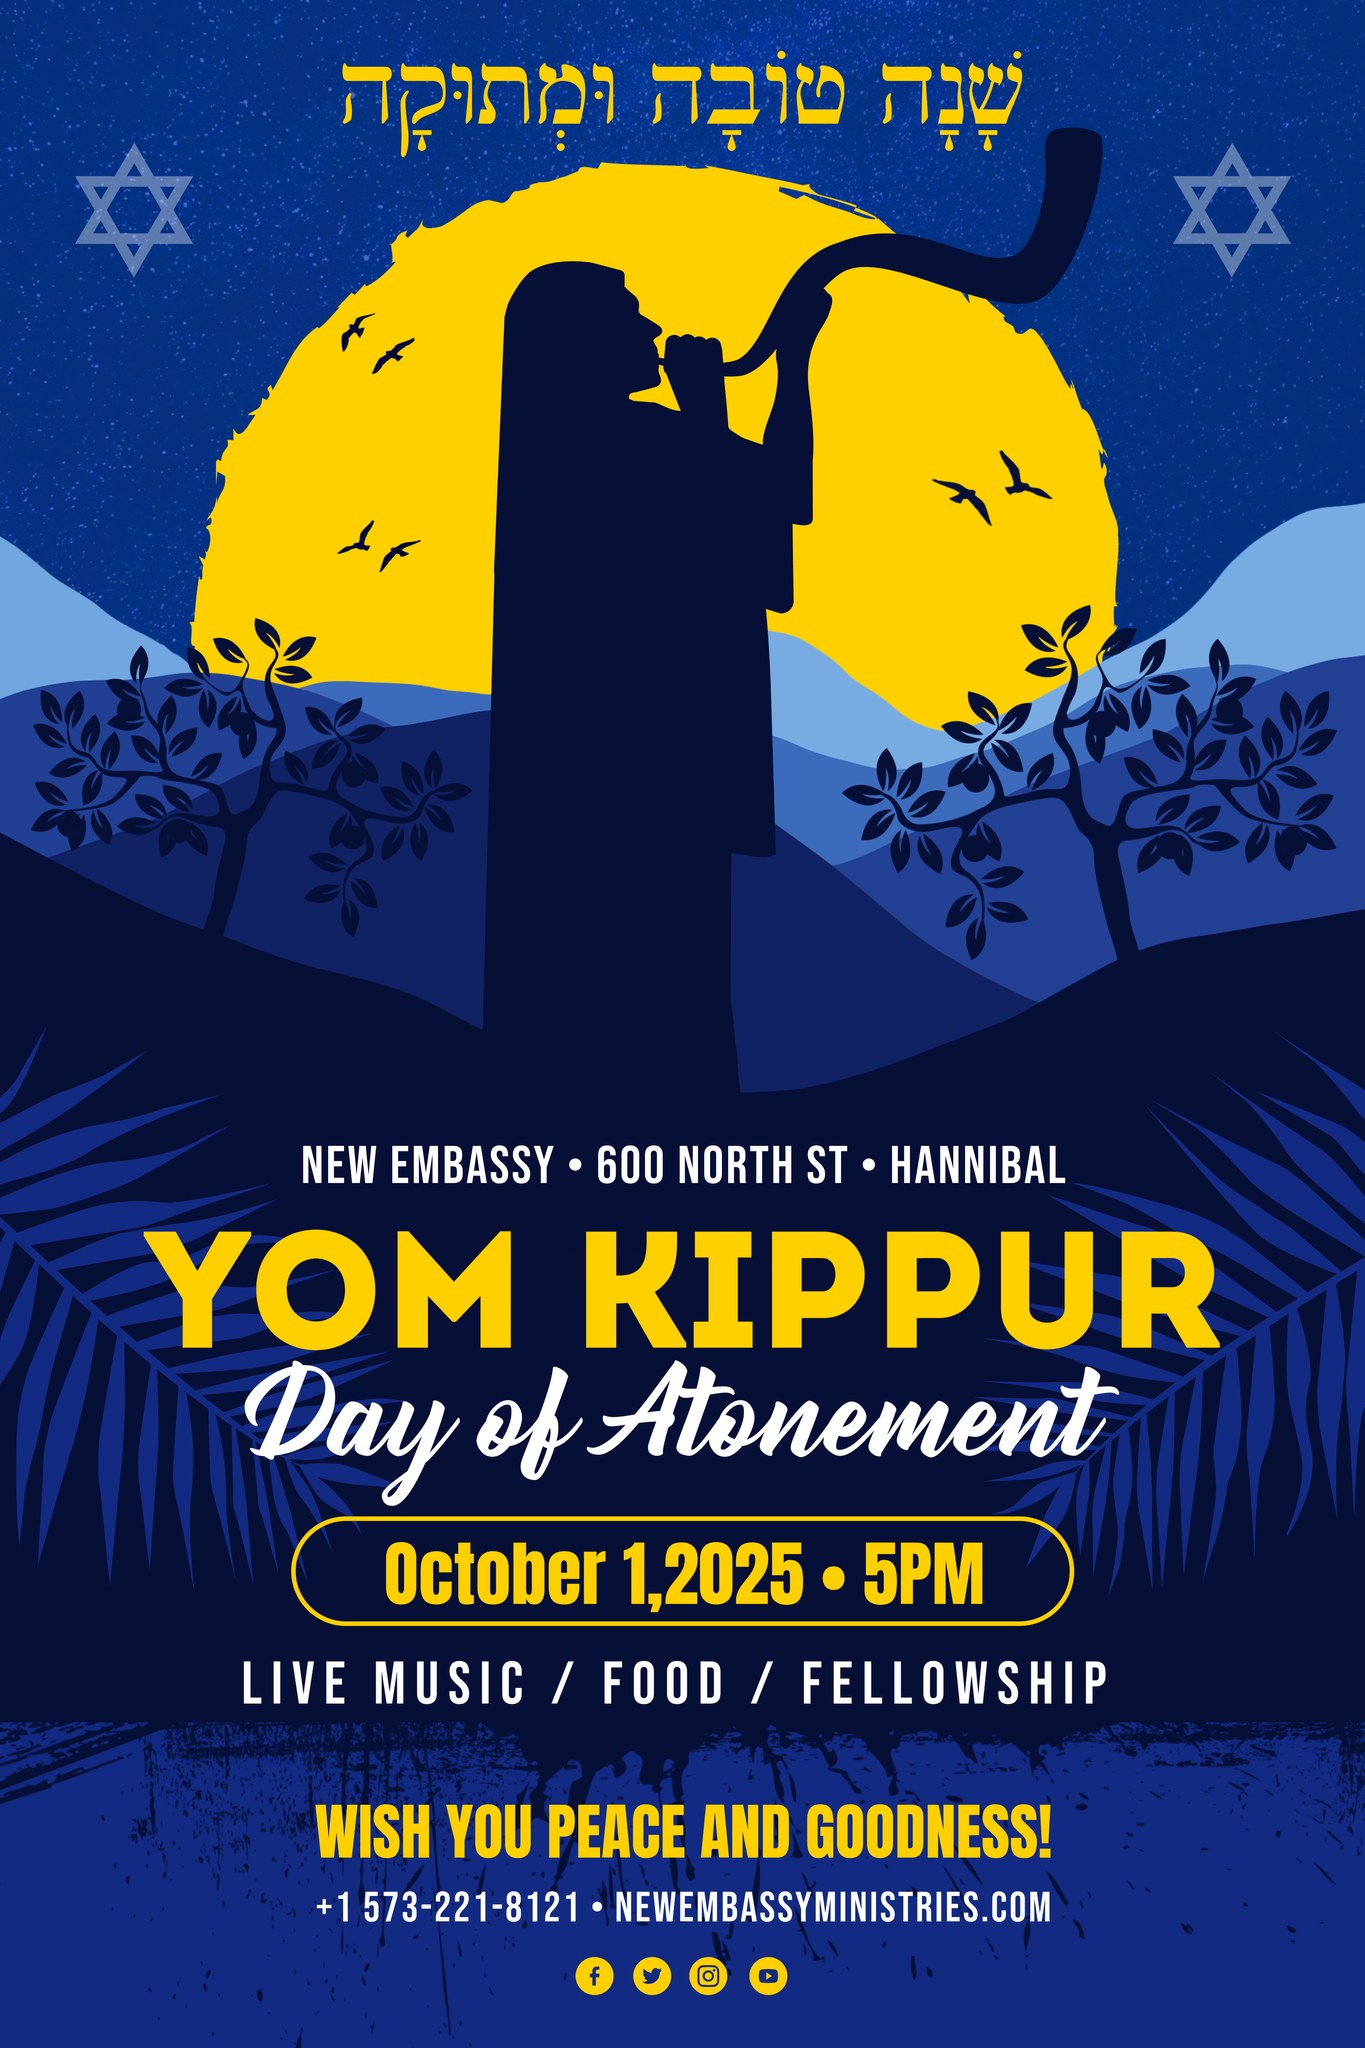 שָׁנָה טוֹבָה וּמְתוּקָה
NEW EMBASSY • 600 NORTH ST • HANNIBAL
YOM KIPPUR
Day of Atonement
October 1,2025 • 5PM
LIVE MUSIC / FOOD / FELLOWSHIP
WISH YOU PEACE AND GOODNESS!
+1 573-221-8121 • NEWEMBASSYMINISTRIES.COM